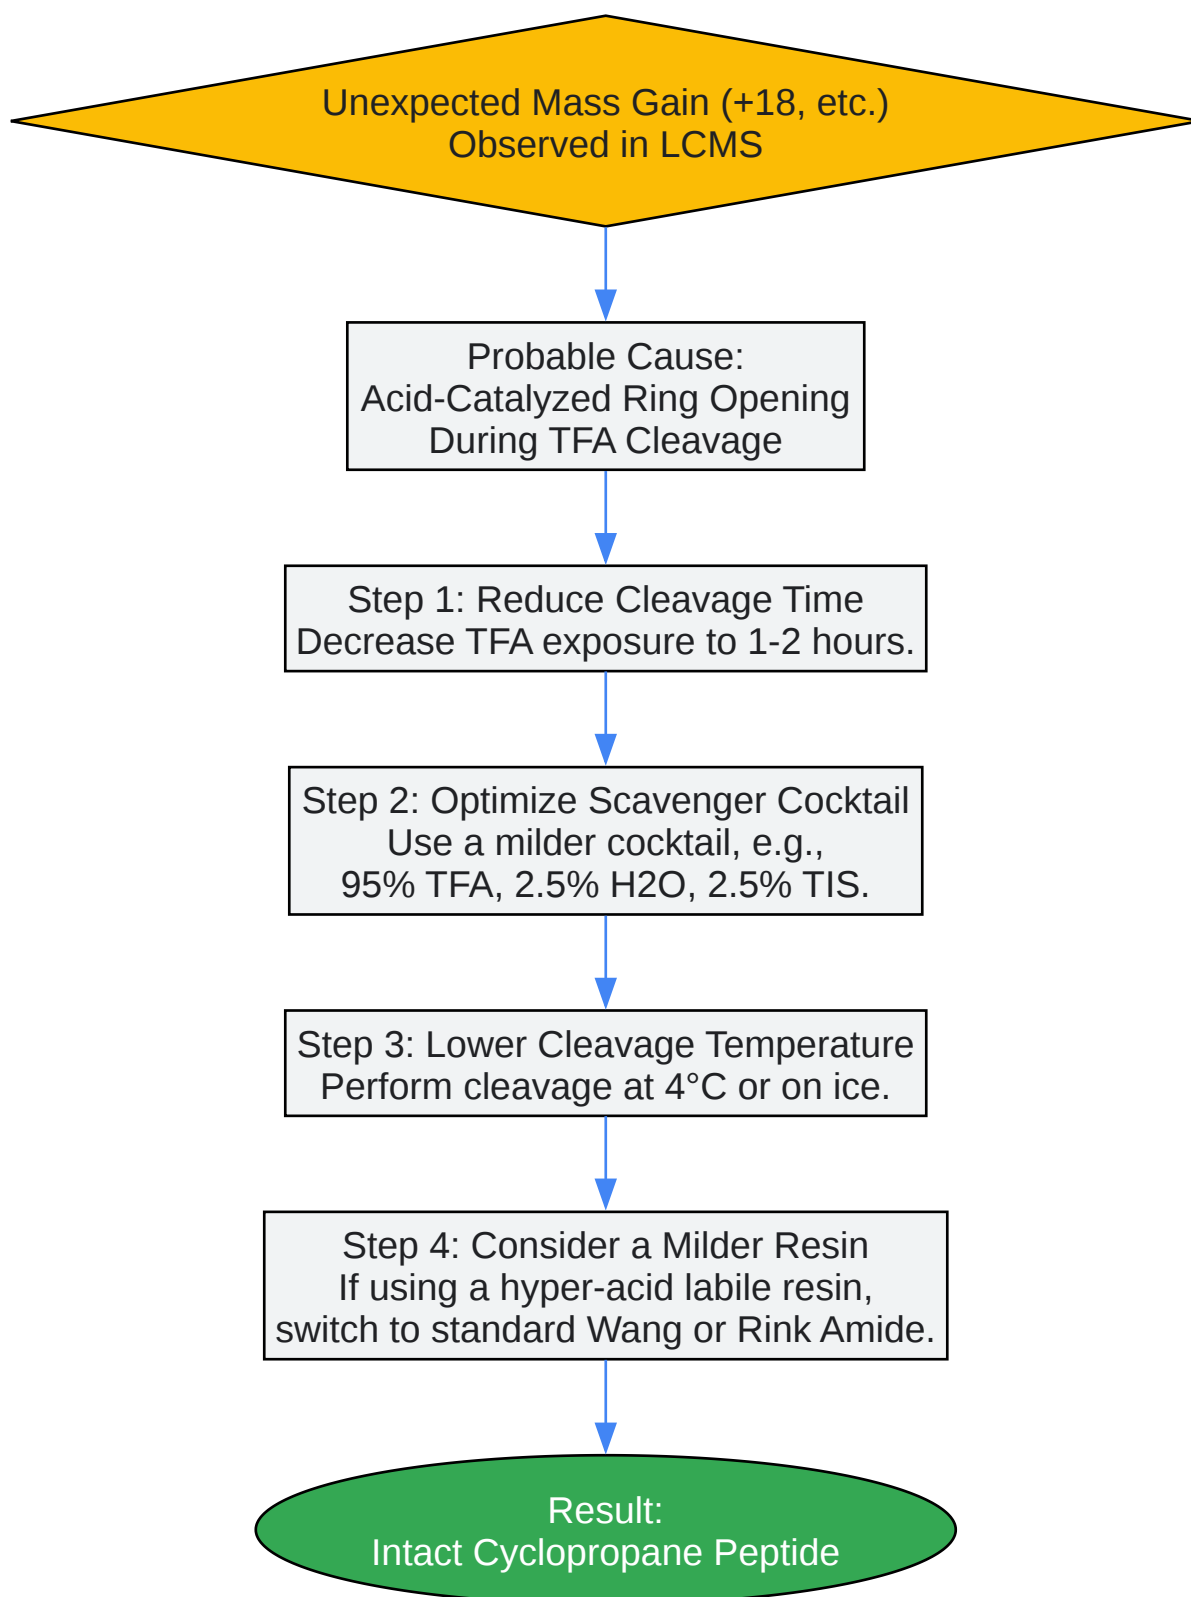 Unexpected Mass Gain (+18, etc.)
Observed in LCMS
Probable Cause:
Acid-Catalyzed Ring Opening
During TFA Cleavage
Step 1: Reduce Cleavage Time
Decrease TFA exposure to 1-2 hours.
Step 2: Optimize Scavenger Cocktail
Use a milder cocktail, e.g.,
95% TFA, 2.5% H2O, 2.5% TIS.
Step 3: Lower Cleavage Temperature
Perform cleavage at 4°C or on ice.
Step 4: Consider a Milder Resin
If using a hyper-acid labile resin,
switch to standard Wang or Rink Amide.
Result:
Intact Cyclopropane Peptide